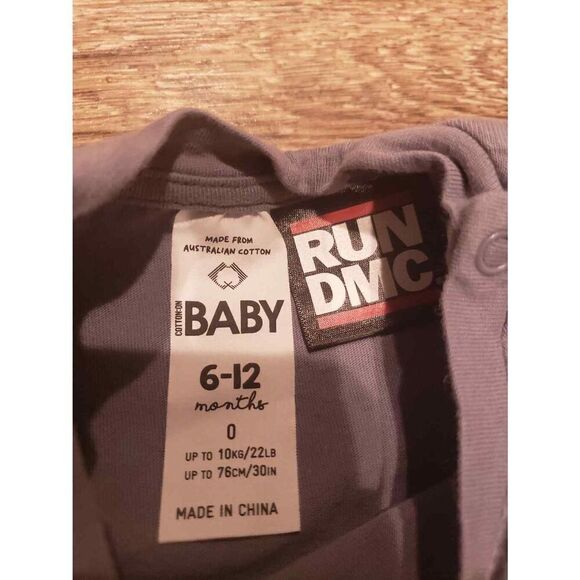 MADE FROM
AUSTRALIAN COTTON
COTTON:ON
BABY
6-12
months
0
UP TO 10KG/22LB
UP TO 76CM/30IN
MADE IN CHINA
RUN
DMC